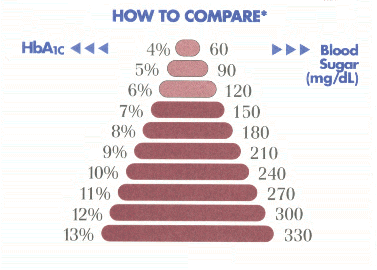 HOW TO COMPARE*
HbA1C
Blood
Sugar
(mg/dL)
4% 60
5% 90
6% 120
7% 150
8% 180
9% 210
10% 240
11% 270
12% 300
13% 330